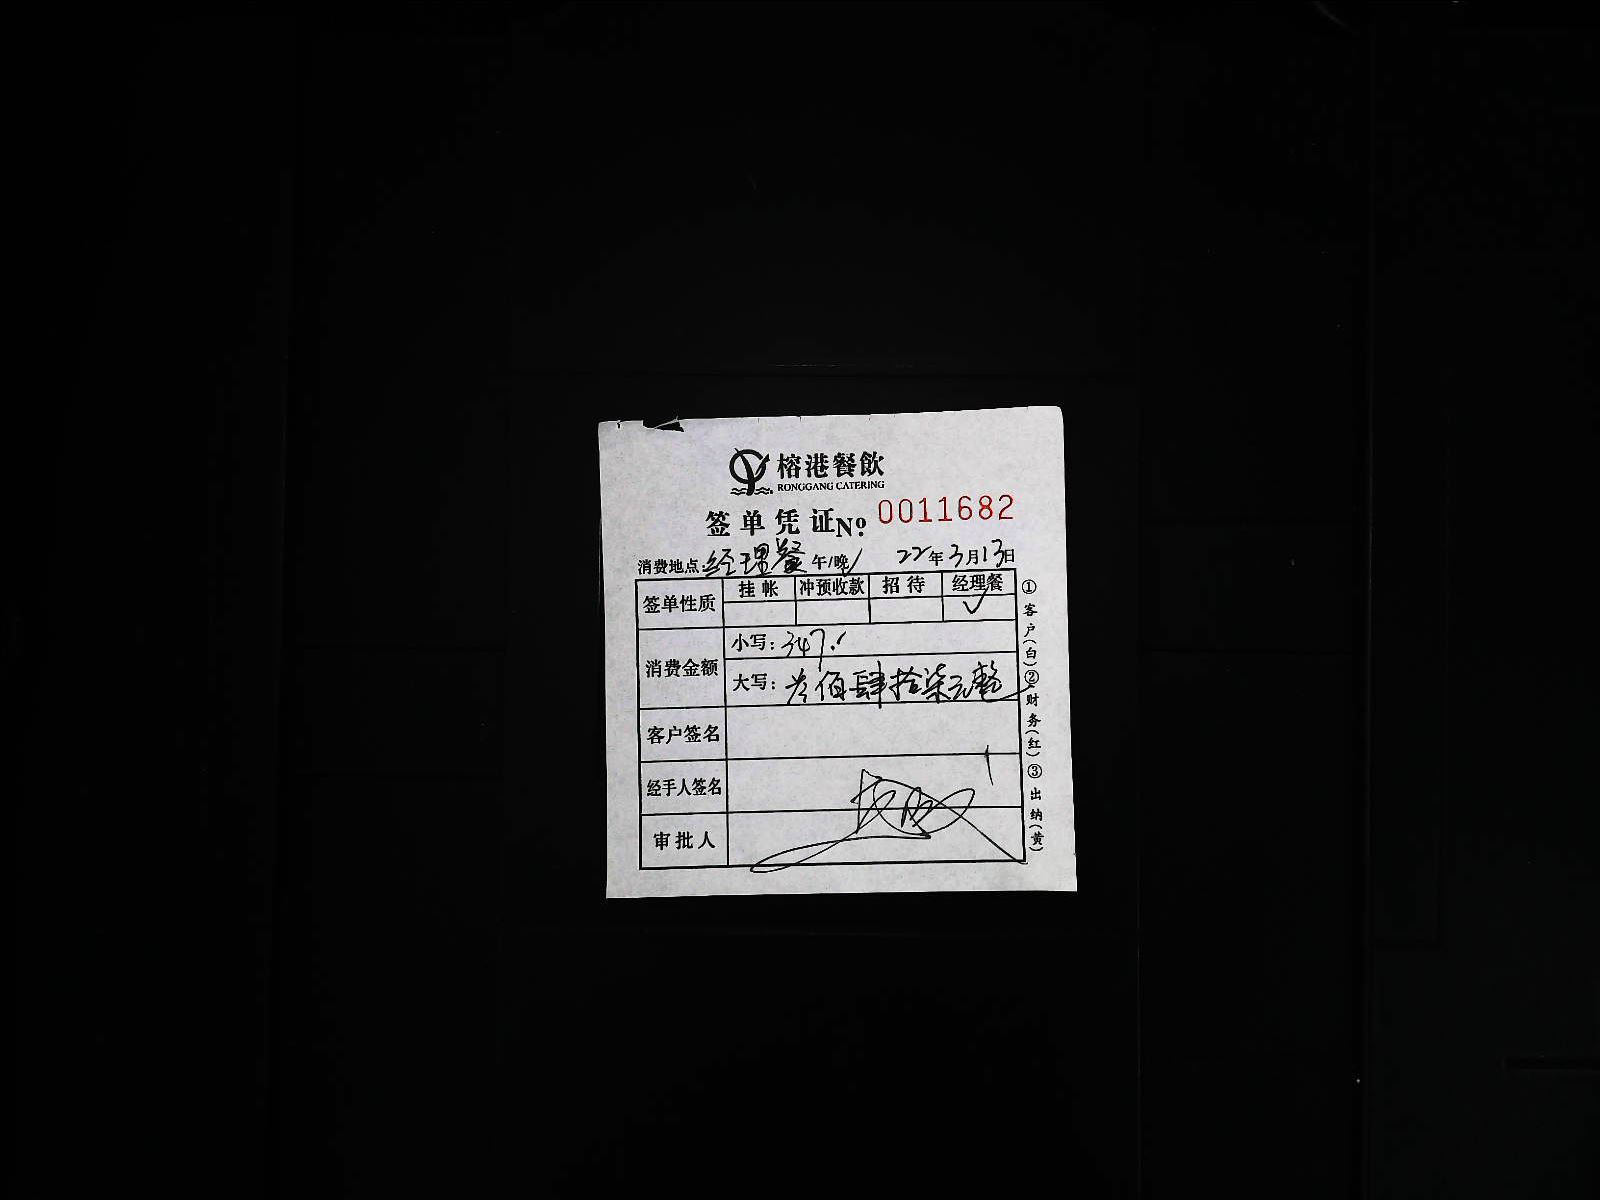 榕港餐飲
RONGGANG CATERING
签单凭证№ 0011682
消费地点:经理餐 午/晚 22年3月13日
签单性质 挂帐 冲预收款 招待 经理餐
✓
消费金额 小写:347.
大写:叁佰肆拾柒元整
客户签名
经手人签名
审批人
①客户(白)②财务(红)③出纳(黄)